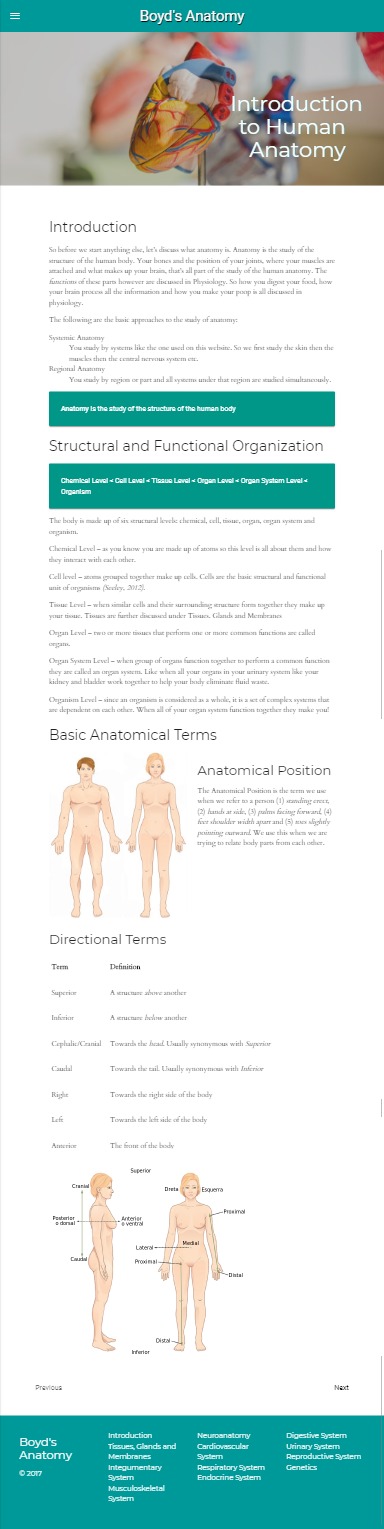 Boyd's Anatomy
Introduction
to Human
Anatomy
Introduction
So before we start anything else, let's discuss what anatomy is. Anatomy is the study of the
structure of the human body. Your bones and the position of your joints, where your muscles are
attached and what makes up your brain, that's all part of the study of the human anatomy. The
functions of these parts however are discussed in Physiology. So how you digest your food, how
your brain process all the information and how you make your poop is all discussed in
physiology.
The following are the basic approaches to the study of anatomy:
Systemic Anatomy
You study by systems like the one used on this website. So we first study the skin then the
muscles then the central nervous system etc.
Regional Anatomy
You study by region or part and all systems under that region are studied simultaneously.
Anatomy is the study of the structure of the human body
Structural and Functional Organization
Chemical Level < Cell Level < Tissue Level < Organ Level < Organ System Level <
Organism
The body is made up of six structural levels: chemical, cell, tissue, organ, organ system and
organism.
Chemical Level – as you know you are made up of atoms so this level is all about them and how
they interact with each other.
Cell level – atoms grouped together make up cells. Cells are the basic structural and functional
unit of organisms (Seeley, 2012).
Tissue Level – when similar cells and their surrounding structure form together they make up
your tissue. Tissues are further discussed under Tissues, Glands and Membranes
Organ Level – two or more tissues that perform one or more common functions are called
organs.
Organ System Level – when group of organs function together to perform a common function
they are called an organ system. Like when all your organs in your urinary system like your
kidney and bladder work together to help your body eliminate fluid waste.
Organism Level – since an organism is considered as a whole, it is a set of complex systems that
are dependent on each other. When all of your organ system function together they make you!
Basic Anatomical Terms
Anatomical Position
The Anatomical Position is the term we use
when we refer to a person (1) standing erect,
(2) hands at side, (3) palms facing forward, (4)
feet shoulder width apart and (5) toes slightly
pointing outward. We use this when we are
trying to relate body parts from each other.
Directional Terms
Term Definition
Superior A structure above another
Inferior A structure below another
Cephalic/Cranial Towards the head. Usually synonymous with Superior
Caudal Towards the tail. Usually synonymous with Inferior
Right Towards the right side of the body
Left Towards the left side of the body
Anterior The front of the body
Superior
Cranial
Dreta
Esquerra
Posterior
o dorsal
Anterior
o ventral
Proximal
Lateral
Medial
Caudal
Proximal
Distal
Distal
Inferior
Previous
Next
Boyd's
Anatomy
© 2017
Introduction
Tissues, Glands and
Membranes
Integumentary
System
Musculoskeletal
System
Neuroanatomy
Cardiovascular
System
Respiratory System
Endocrine System
Digestive System
Urinary System
Reproductive System
Genetics